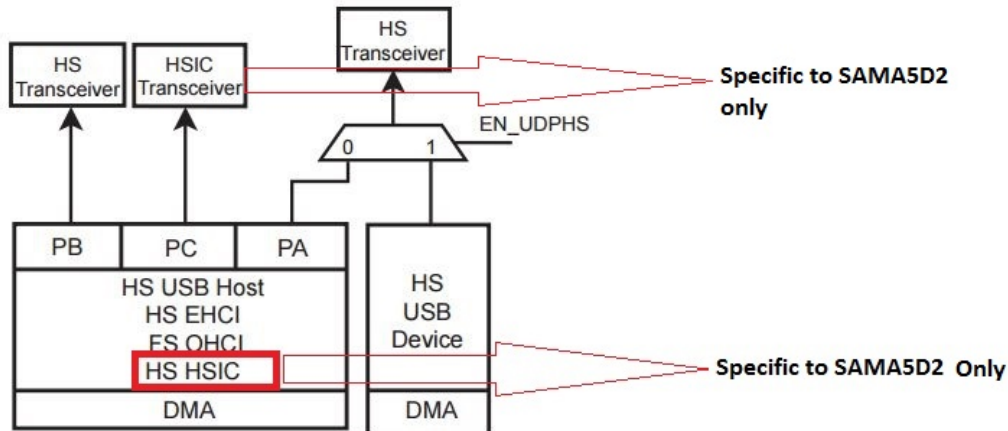 HS
Transceiver
HSIC
Transceiver
HS
Transceiver
Specific to SAMA5D2
only
EN_UDPHS
0 1
PB PC PA
HS USB Host
HS EHCI
FS OHCI
HS HSIC
DMA
HS
USB
Device
DMA
Specific to SAMA5D2 Only